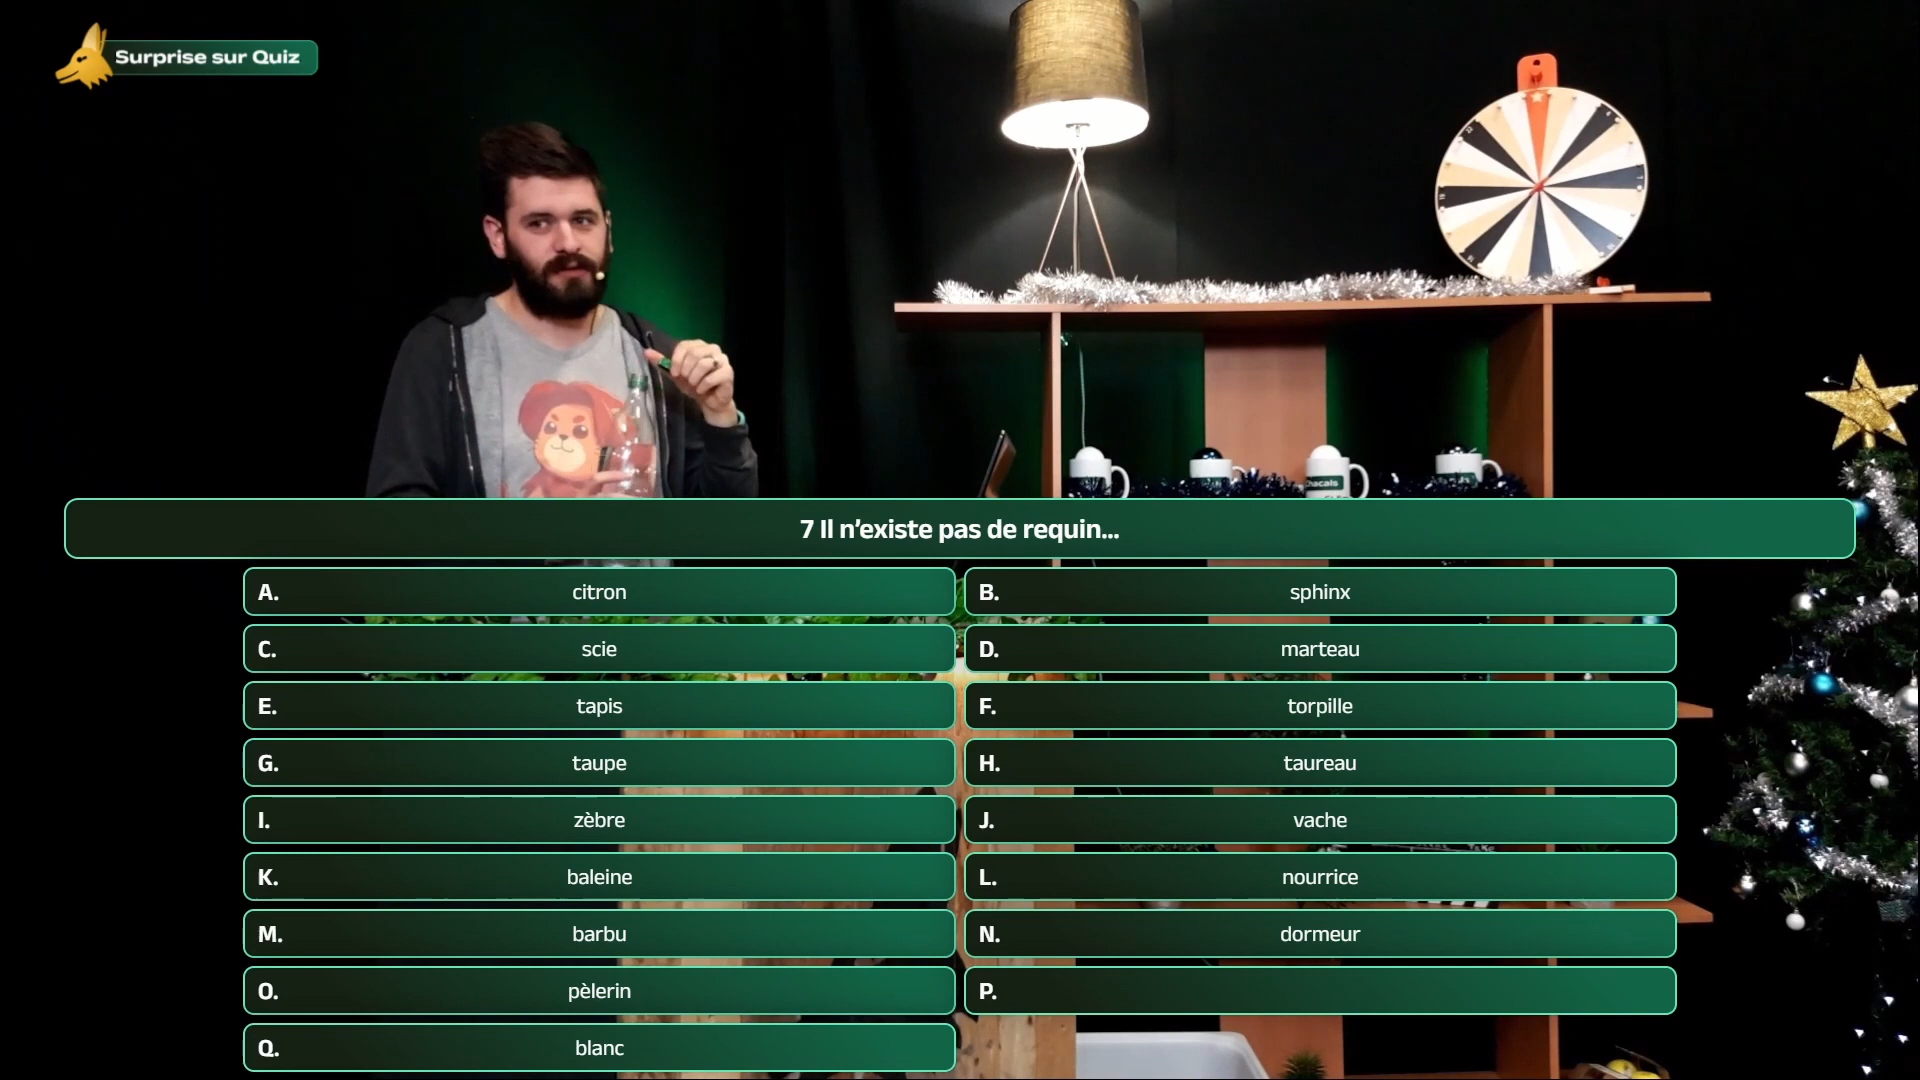 Surprise sur Quiz
7 Il n’existe pas de requin...
A. citron
B. sphinx
C. scie
D. marteau
E. tapis
F. torpille
G. taupe
H. taureau
I. zèbre
J. vache
K. baleine
L. nourrice
M. barbu
N. dormeur
O. pèlerin
P.
Q. blanc